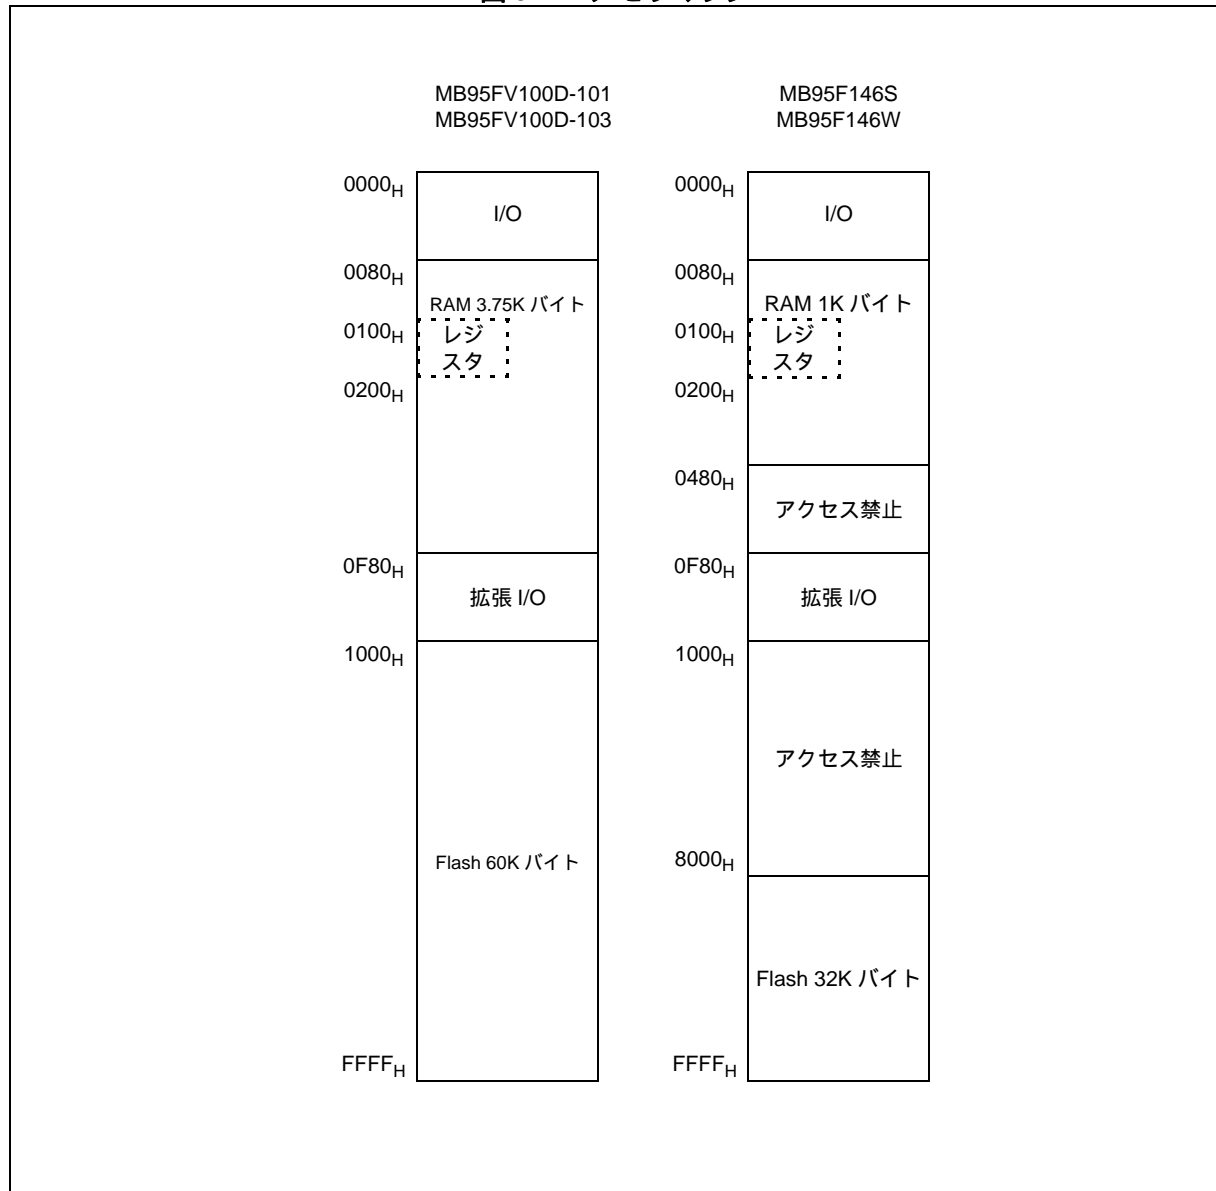 MB95FV100D-101
MB95FV100D-103
0000H
I/O
0080H
RAM 3.75K バイト
0100H
レジ
スタ
0200H
0F80H
拡張 I/O
1000H
Flash 60K バイト
FFFFH
MB95F146S
MB95F146W
0000H
I/O
0080H
RAM 1K バイト
0100H
レジ
スタ
0200H
0480H
アクセス禁止
0F80H
拡張 I/O
1000H
アクセス禁止
8000H
Flash 32K バイト
FFFFH